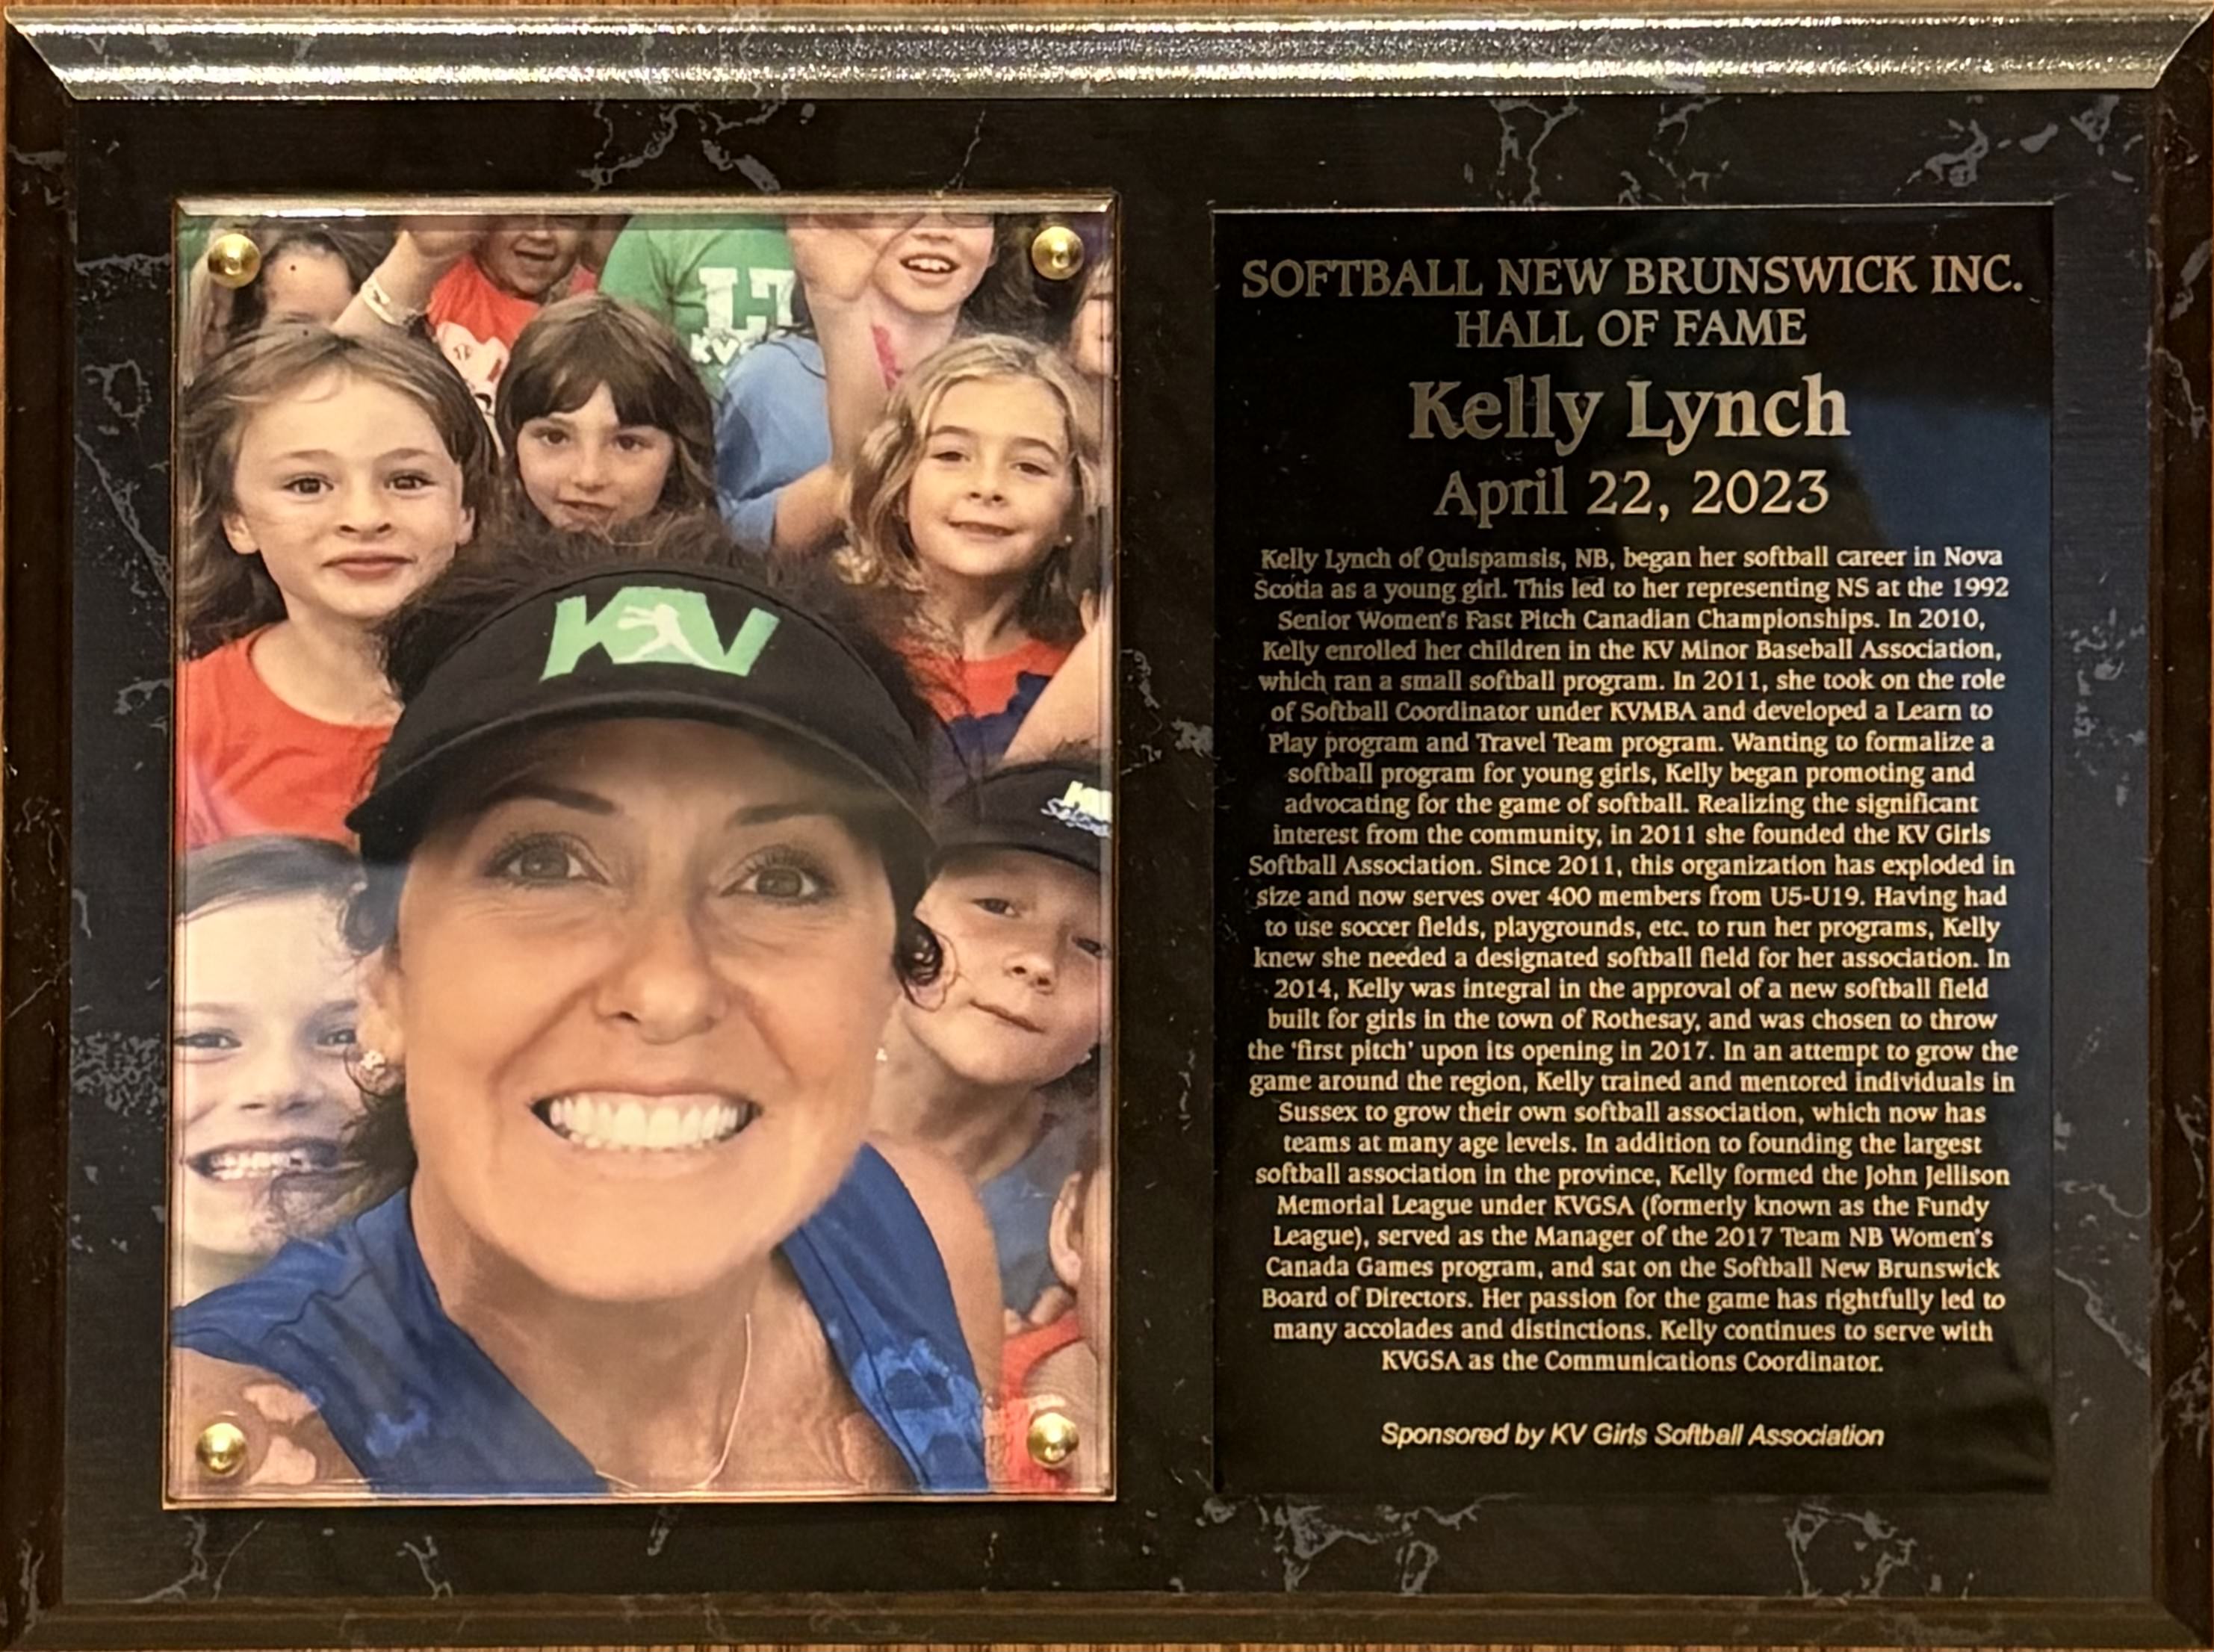 LT
KV
KV
SOFTBALL NEW BRUNSWICK INC.
HALL OF FAME
Kelly Lynch
April 22, 2023
Kelly Lynch of Quispamsis, NB, began her softball career in Nova
Scotia as a young girl. This led to her representing NS at the 1992
Senior Women's Fast Pitch Canadian Championships. In 2010,
Kelly enrolled her children in the KV Minor Baseball Association,
which ran a small softball program. In 2011, she took on the role
of Softball Coordinator under KVMBA and developed a Learn to
Play program and Travel Team program. Wanting to formalize a
softball program for young girls, Kelly began promoting and
advocating for the game of softball. Realizing the significant
interest from the community, in 2011 she founded the KV Girls
Softball Association. Since 2011, this organization has exploded in
size and now serves over 400 members from U5-U19. Having had
to use soccer fields, playgrounds, etc. to run her programs, Kelly
knew she needed a designated softball field for her association. In
2014, Kelly was integral in the approval of a new softball field
built for girls in the town of Rothesay, and was chosen to throw
the 'first pitch' upon its opening in 2017. In an attempt to grow the
game around the region, Kelly trained and mentored individuals in
Sussex to grow their own softball association, which now has
teams at many age levels. In addition to founding the largest
softball association in the province, Kelly formed the John Jellison
Memorial League under KVGSA (formerly known as the Fundy
League), served as the Manager of the 2017 Team NB Women's
Canada Games program, and sat on the Softball New Brunswick
Board of Directors. Her passion for the game has rightfully led to
many accolades and distinctions. Kelly continues to serve with
KVGSA as the Communications Coordinator.
Sponsored by KV Girls Softball Association